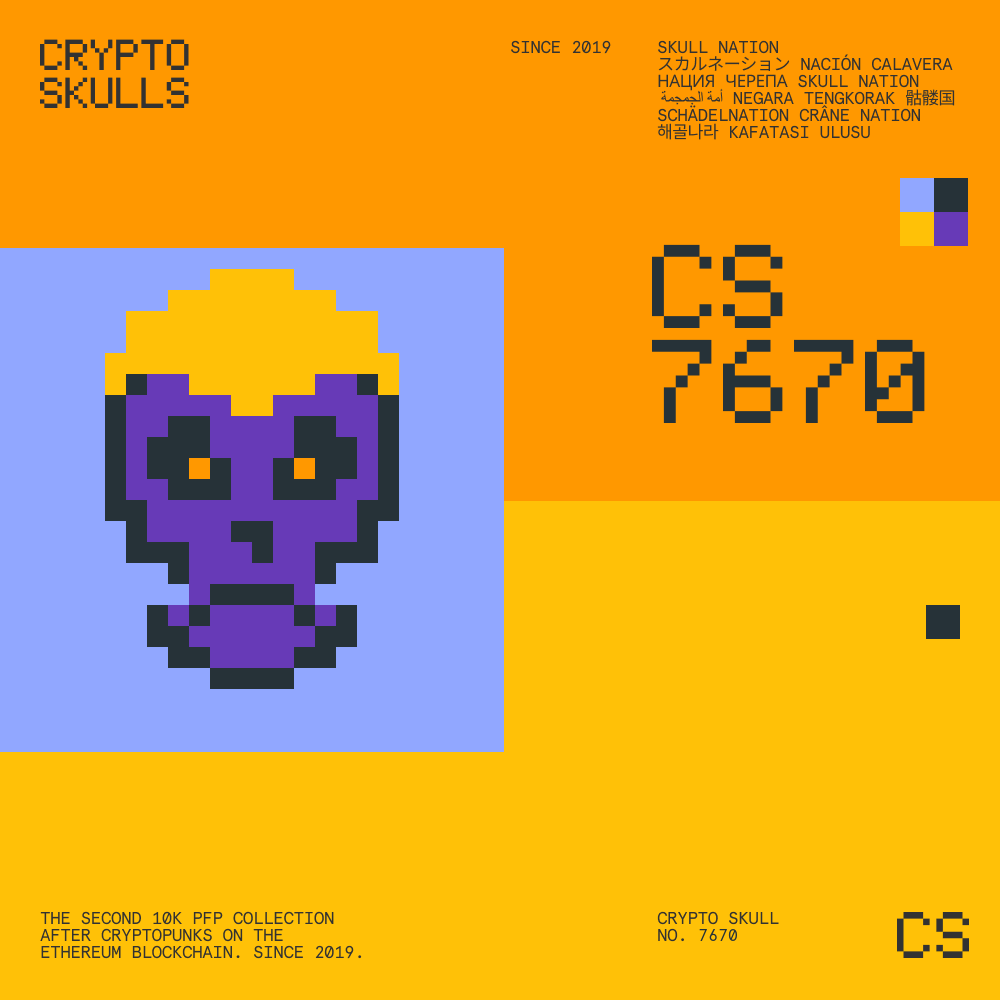 CRYPTO
SKULLS
SINCE 2019
SKULL NATION
スカルネーション NACIÓN CALAVERA
НАЦИЯ ЧЕРЕПА SKULL NATION
أمة الجمجمة NEGARA TENGKORAK 骷髅国
SCHÄDELNATION CRÂNE NATION
해골나라 KAFATASI ULUSU
CS
7670
THE SECOND 10K PFP COLLECTION
AFTER CRYPTOPUNKS ON THE
ETHEREUM BLOCKCHAIN. SINCE 2019.
CRYPTO SKULL
NO. 7670
CS